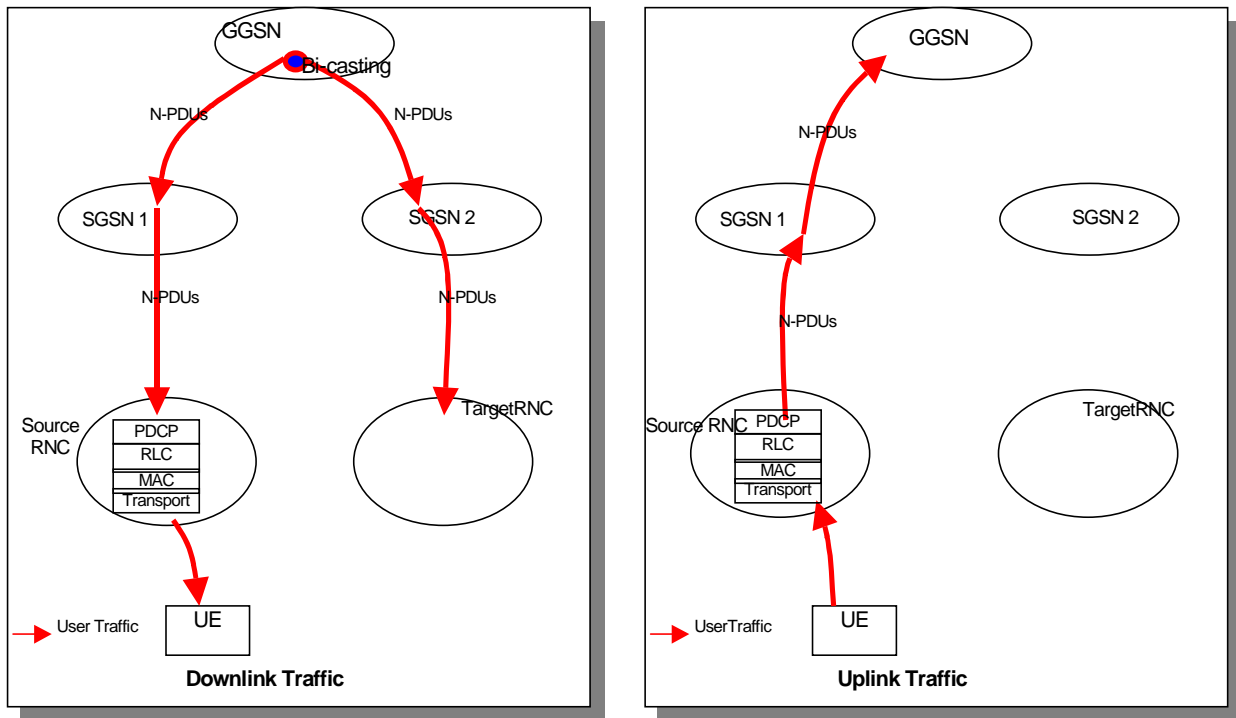 GGSN
Bi-casting
N-PDUs
N-PDUs
SGSN 1
SGSN 2
N-PDUs
N-PDUs
Source
RNC
TargetRNC
PDCP
RLC
MAC
Transport
UE
User Traffic
Downlink Traffic
GGSN
N-PDUs
SGSN 1
SGSN 2
N-PDUs
Source RNC
TargetRNC
PDCP
RLC
MAC
Transport
UE
UserTraffic
Uplink Traffic